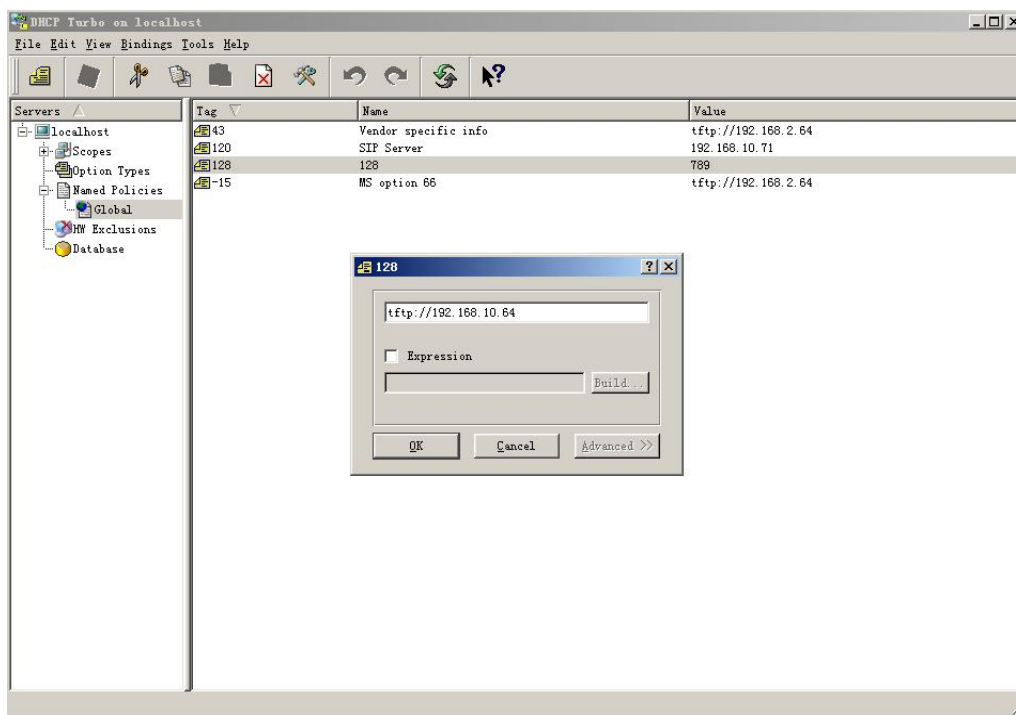 DHCP Turbo on localhost
File Edit View Bindings Tools Help
Servers
Tag Name Value
localhost
Scopes
Option Types
Named Policies
Global
HW Exclusions
Database
43 Vendor specific info tftp://192.168.2.64
120 SIP Server 192.168.10.71
128 128 789
-15 MS option 66 tftp://192.168.2.64
128
tftp://192.168.10.64
Expression
Build...
OK Cancel Advanced >>